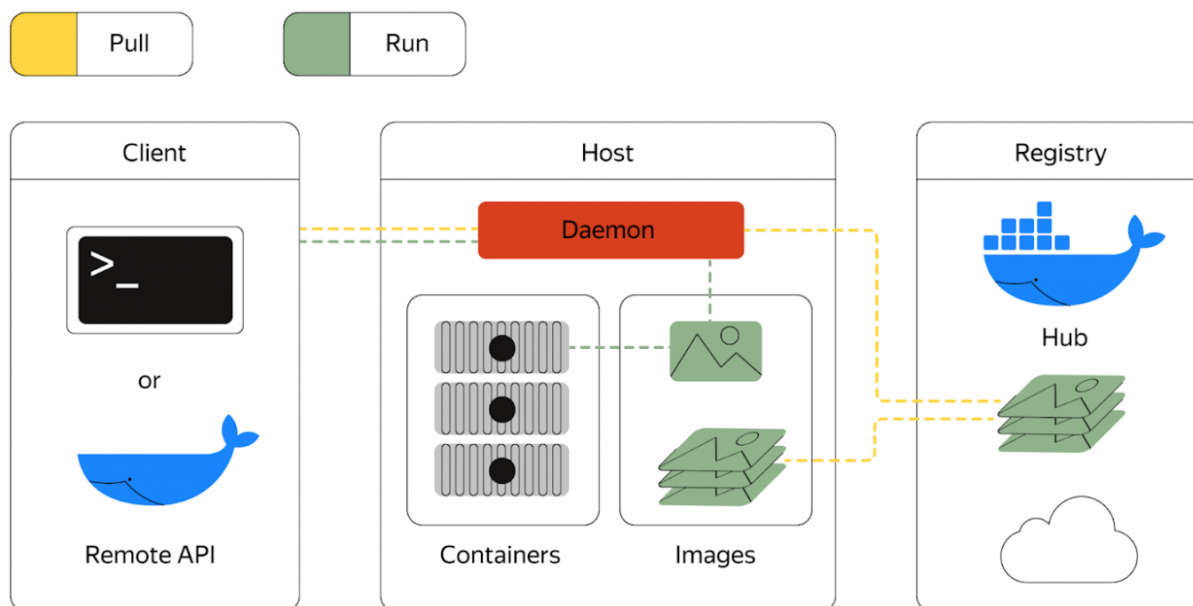 Pull
Run
Client
Host
Registry
Daemon
>_
Hub
or
Remote API
Containers
Images